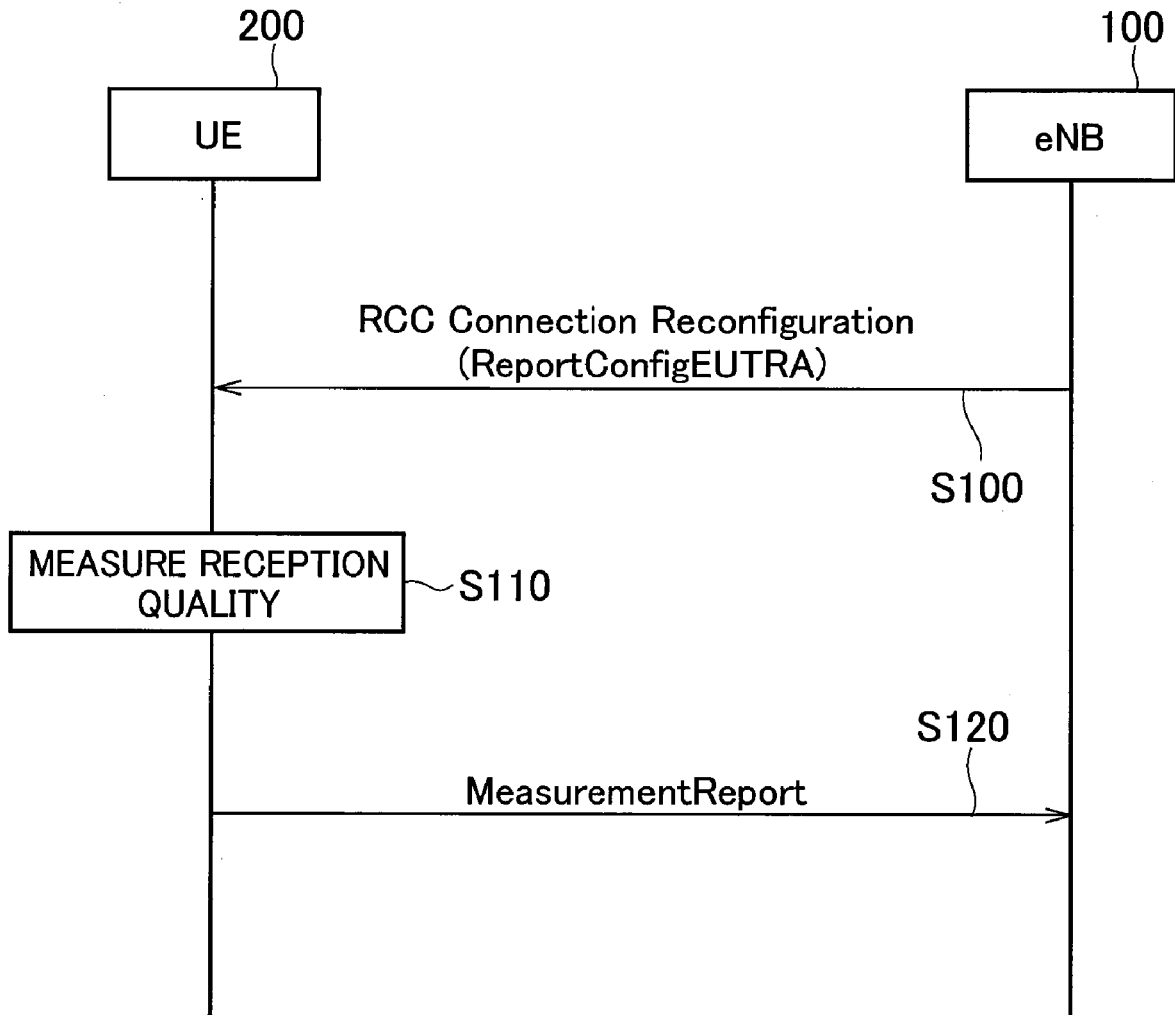 200
100
UE
eNB
RCC Connection Reconfiguration
(ReportConfigEUTRA)
S100
MEASURE RECEPTION
QUALITY
S110
S120
MeasurementReport